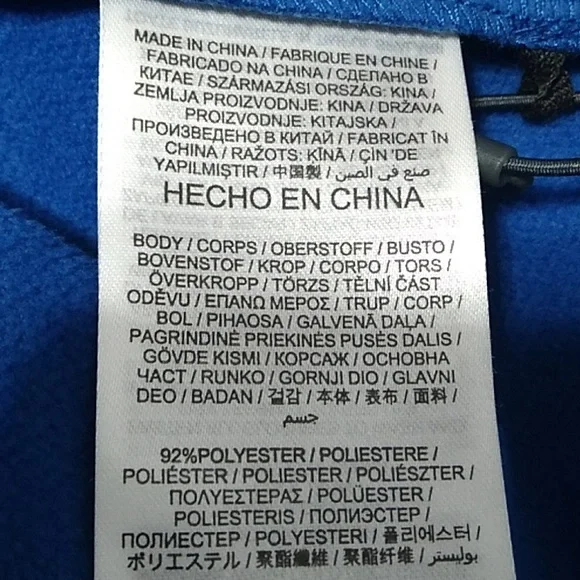 MADE IN CHINA / FABRIQUE EN CHINE /
FABRICADO NA CHINA / СДЕЛАНО В
КИТАЕ / SZÁRMAZÁSI ORSZÁG: KINA /
ZEMLJA PROIZVODNJE: KINA / DRŽAVA
PROIZVODNJE: KITAJSKA /
ПРОИЗВЕДЕНО В КИТАЙ / FABRICAT ÎN
CHINA / RAŽOTS: ĶĪNĀ / ÇİN 'DE
YAPILMIŞTIR / 中国製 / صنع في الصين /
HECHO EN CHINA
BODY / CORPS / OBERSTOFF / BUSTO /
BOVENSTOF / KROP / CORPO / TORS /
ÖVERKROPP / TÖRZS / TĚLNÍ ČÁST
ODĚVU / ΕΠΑΝΩ ΜΕΡΟΣ / TRUP / CORP /
BOL / PIHAOSA / GALVENĀ DAĻA /
PAGRINDINĖ PRIEKINĖS PUSĖS DALIS /
GÖVDE KISMI / КОРСАЖ / ОСНОВНА
ЧАСТ / RUNKO / GORNJI DIO / GLAVNI
DEO / BADAN / 겉감 / 本体 / 表布 / 面料 /
جسم
92%POLYESTER / POLIESTERE /
POLIÉSTER / POLIESTER / POLIÉSZTER /
ΠΟΛΥΕΣΤΕΡΑΣ / POLÜESTER /
POLIESTERIS / ПОЛИЭСТЕР /
ПОЛИЕСТЕР / POLYESTERI / 폴리에스터 /
ポリエステル / 聚酯纖維 / 聚酯纤维 / بوليستر /